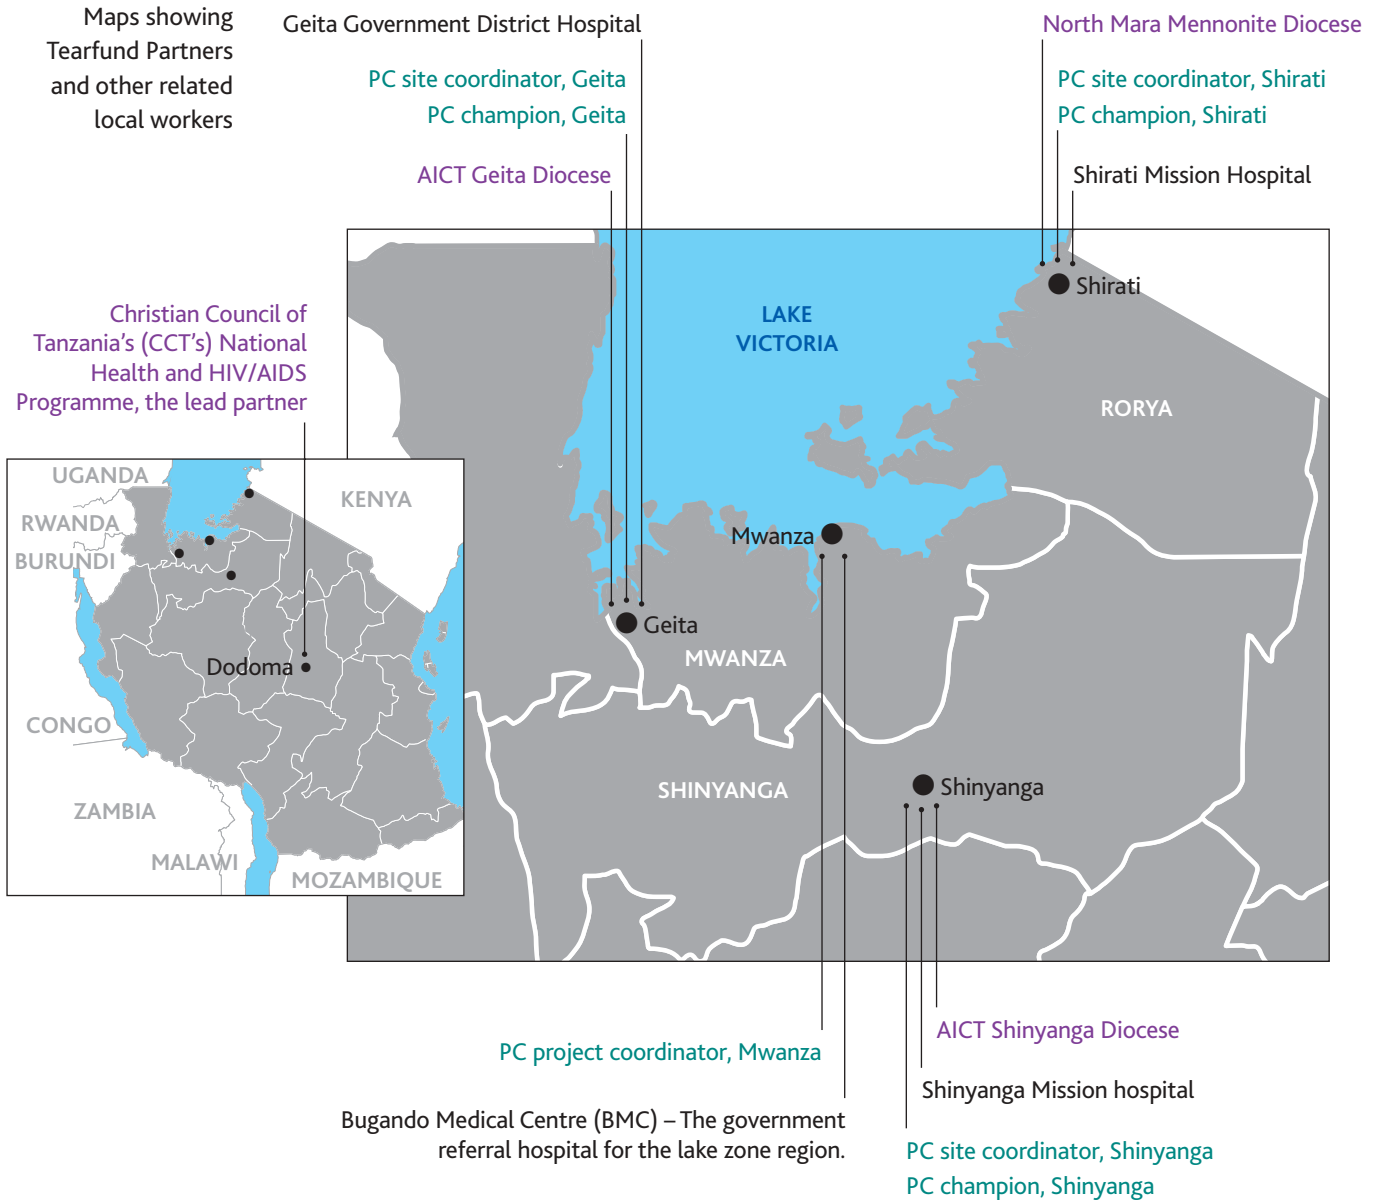 Maps showing
Tearfund Partners
and other related
local workers
Geita Government District Hospital
PC site coordinator, Geita
PC champion, Geita
AICT Geita Diocese
North Mara Mennonite Diocese
PC site coordinator, Shirati
PC champion, Shirati
Shirati Mission Hospital
Christian Council of
Tanzania's (CCT's) National
Health and HIV/AIDS
Programme, the lead partner
LAKE
VICTORIA
Shirati
RORYA
Mwanza
Geita
MWANZA
SHINYANGA
Shinyanga
UGANDA
KENYA
RWANDA
BURUNDI
Dodoma
CONGO
ZAMBIA
MALAWI
MOZAMBIQUE
PC project coordinator, Mwanza
Bugando Medical Centre (BMC) – The government
referral hospital for the lake zone region.
AICT Shinyanga Diocese
Shinyanga Mission hospital
PC site coordinator, Shinyanga
PC champion, Shinyanga